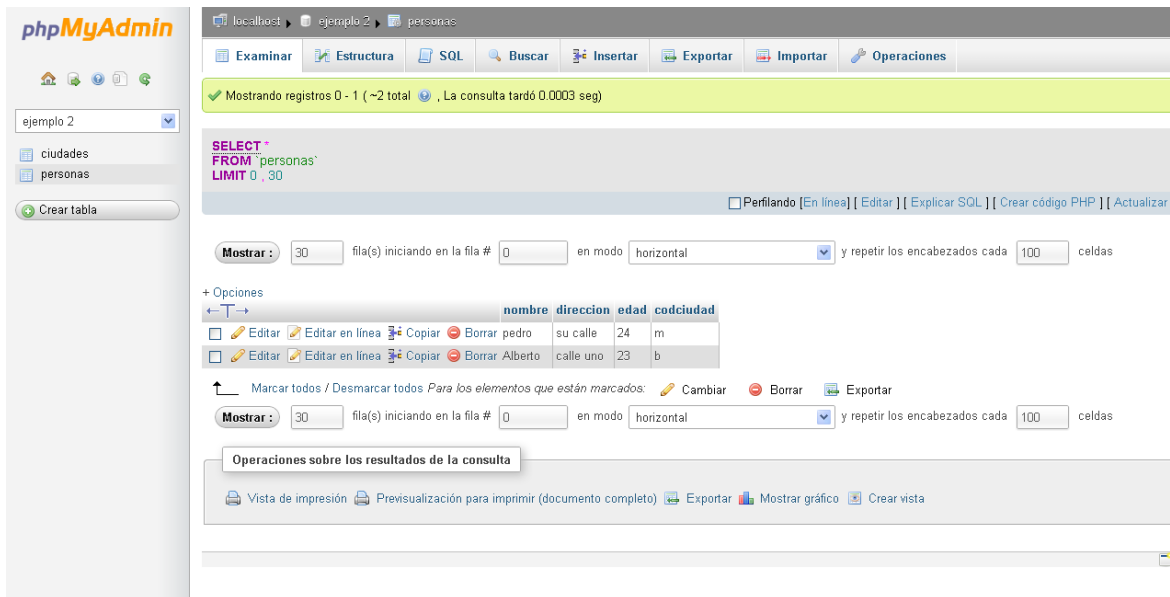 phpMyAdmin
localhost ▸ ejemplo 2 ▸ personas
Examinar Estructura SQL Buscar Insertar Exportar Importar Operaciones
Mostrando registros 0 - 1 ( ~2 total , La consulta tardó 0.0003 seg)
ejemplo 2
ciudades
personas
Crear tabla
SELECT *
FROM `personas`
LIMIT 0 , 30
Perfilando [En línea] [ Editar ] [ Explicar SQL ] [ Crear código PHP ] [ Actualizar
Mostrar : 30 fila(s) iniciando en la fila # 0 en modo horizontal y repetir los encabezados cada 100 celdas
+ Opciones
←T→ nombre direccion edad codciudad
Editar Editar en línea Copiar Borrar pedro su calle 24 m
Editar Editar en línea Copiar Borrar Alberto calle uno 23 b
Marcar todos / Desmarcar todos Para los elementos que están marcados: Cambiar Borrar Exportar
Mostrar : 30 fila(s) iniciando en la fila # 0 en modo horizontal y repetir los encabezados cada 100 celdas
Operaciones sobre los resultados de la consulta
Vista de impresión Previsualización para imprimir (documento completo) Exportar Mostrar gráfico Crear vista